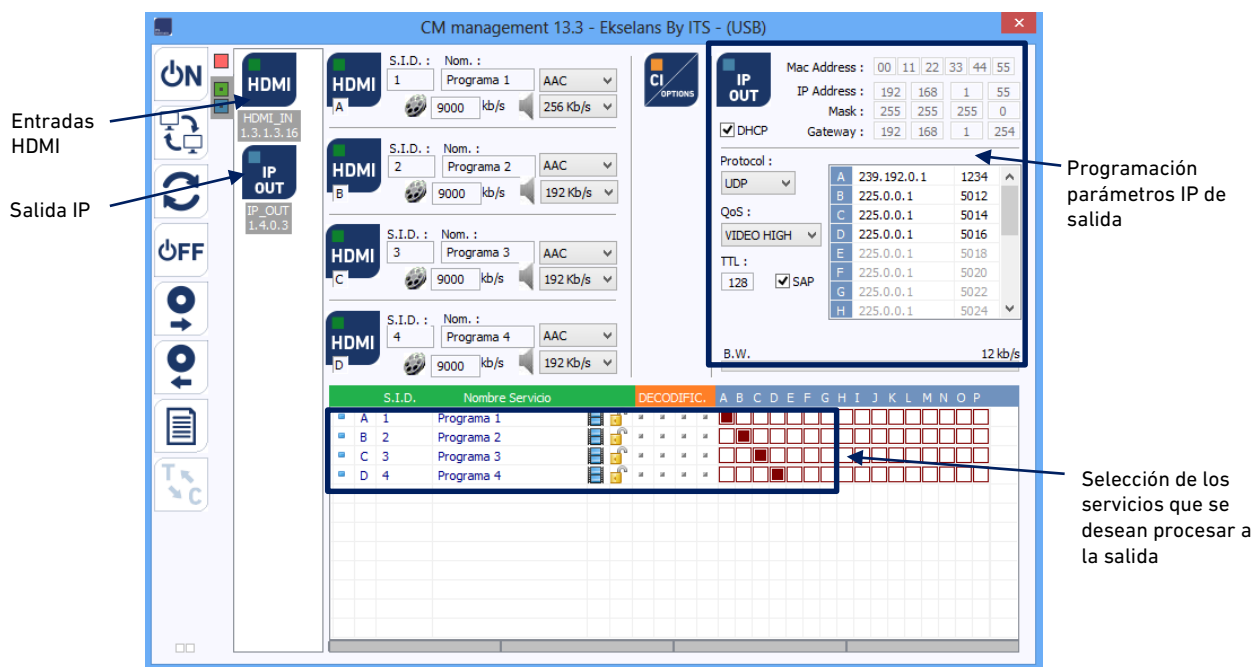 CM management 13.3 - Ekselans By ITS - (USB)
ON
OFF
T C
Entradas
HDMI
Salida IP
HDMI
HDMI_IN
1.3.1.3.16
IP
OUT
IP_OUT
1.4.0.3
S.I.D. : Nom. :
HDMI A 1 Programa 1 AAC
9000 kb/s 256 Kb/s
S.I.D. : Nom. :
HDMI B 2 Programa 2 AAC
9000 kb/s 192 Kb/s
S.I.D. : Nom. :
HDMI C 3 Programa 3 AAC
9000 kb/s 192 Kb/s
S.I.D. : Nom. :
HDMI D 4 Programa 4 AAC
9000 kb/s 192 Kb/s
CI
OPTIONS
IP
OUT
Mac Address : 00 11 22 33 44 55
IP Address : 192 168 1 55
Mask : 255 255 255 0
DHCP Gateway : 192 168 1 254
Protocol :
UDP
QoS :
VIDEO HIGH
TTL :
128 SAP
A 239.192.0.1 1234
B 225.0.0.1 5012
C 225.0.0.1 5014
D 225.0.0.1 5016
E 225.0.0.1 5018
F 225.0.0.1 5020
G 225.0.0.1 5022
H 225.0.0.1 5024
B.W. 12 kb/s
Programación
parámetros IP de
salida
S.I.D. Nombre Servicio DECODIFIC. A B C D E F G H I J K L M N O P
A 1 Programa 1
B 2 Programa 2
C 3 Programa 3
D 4 Programa 4
Selección de los
servicios que se
desean procesar a
la salida